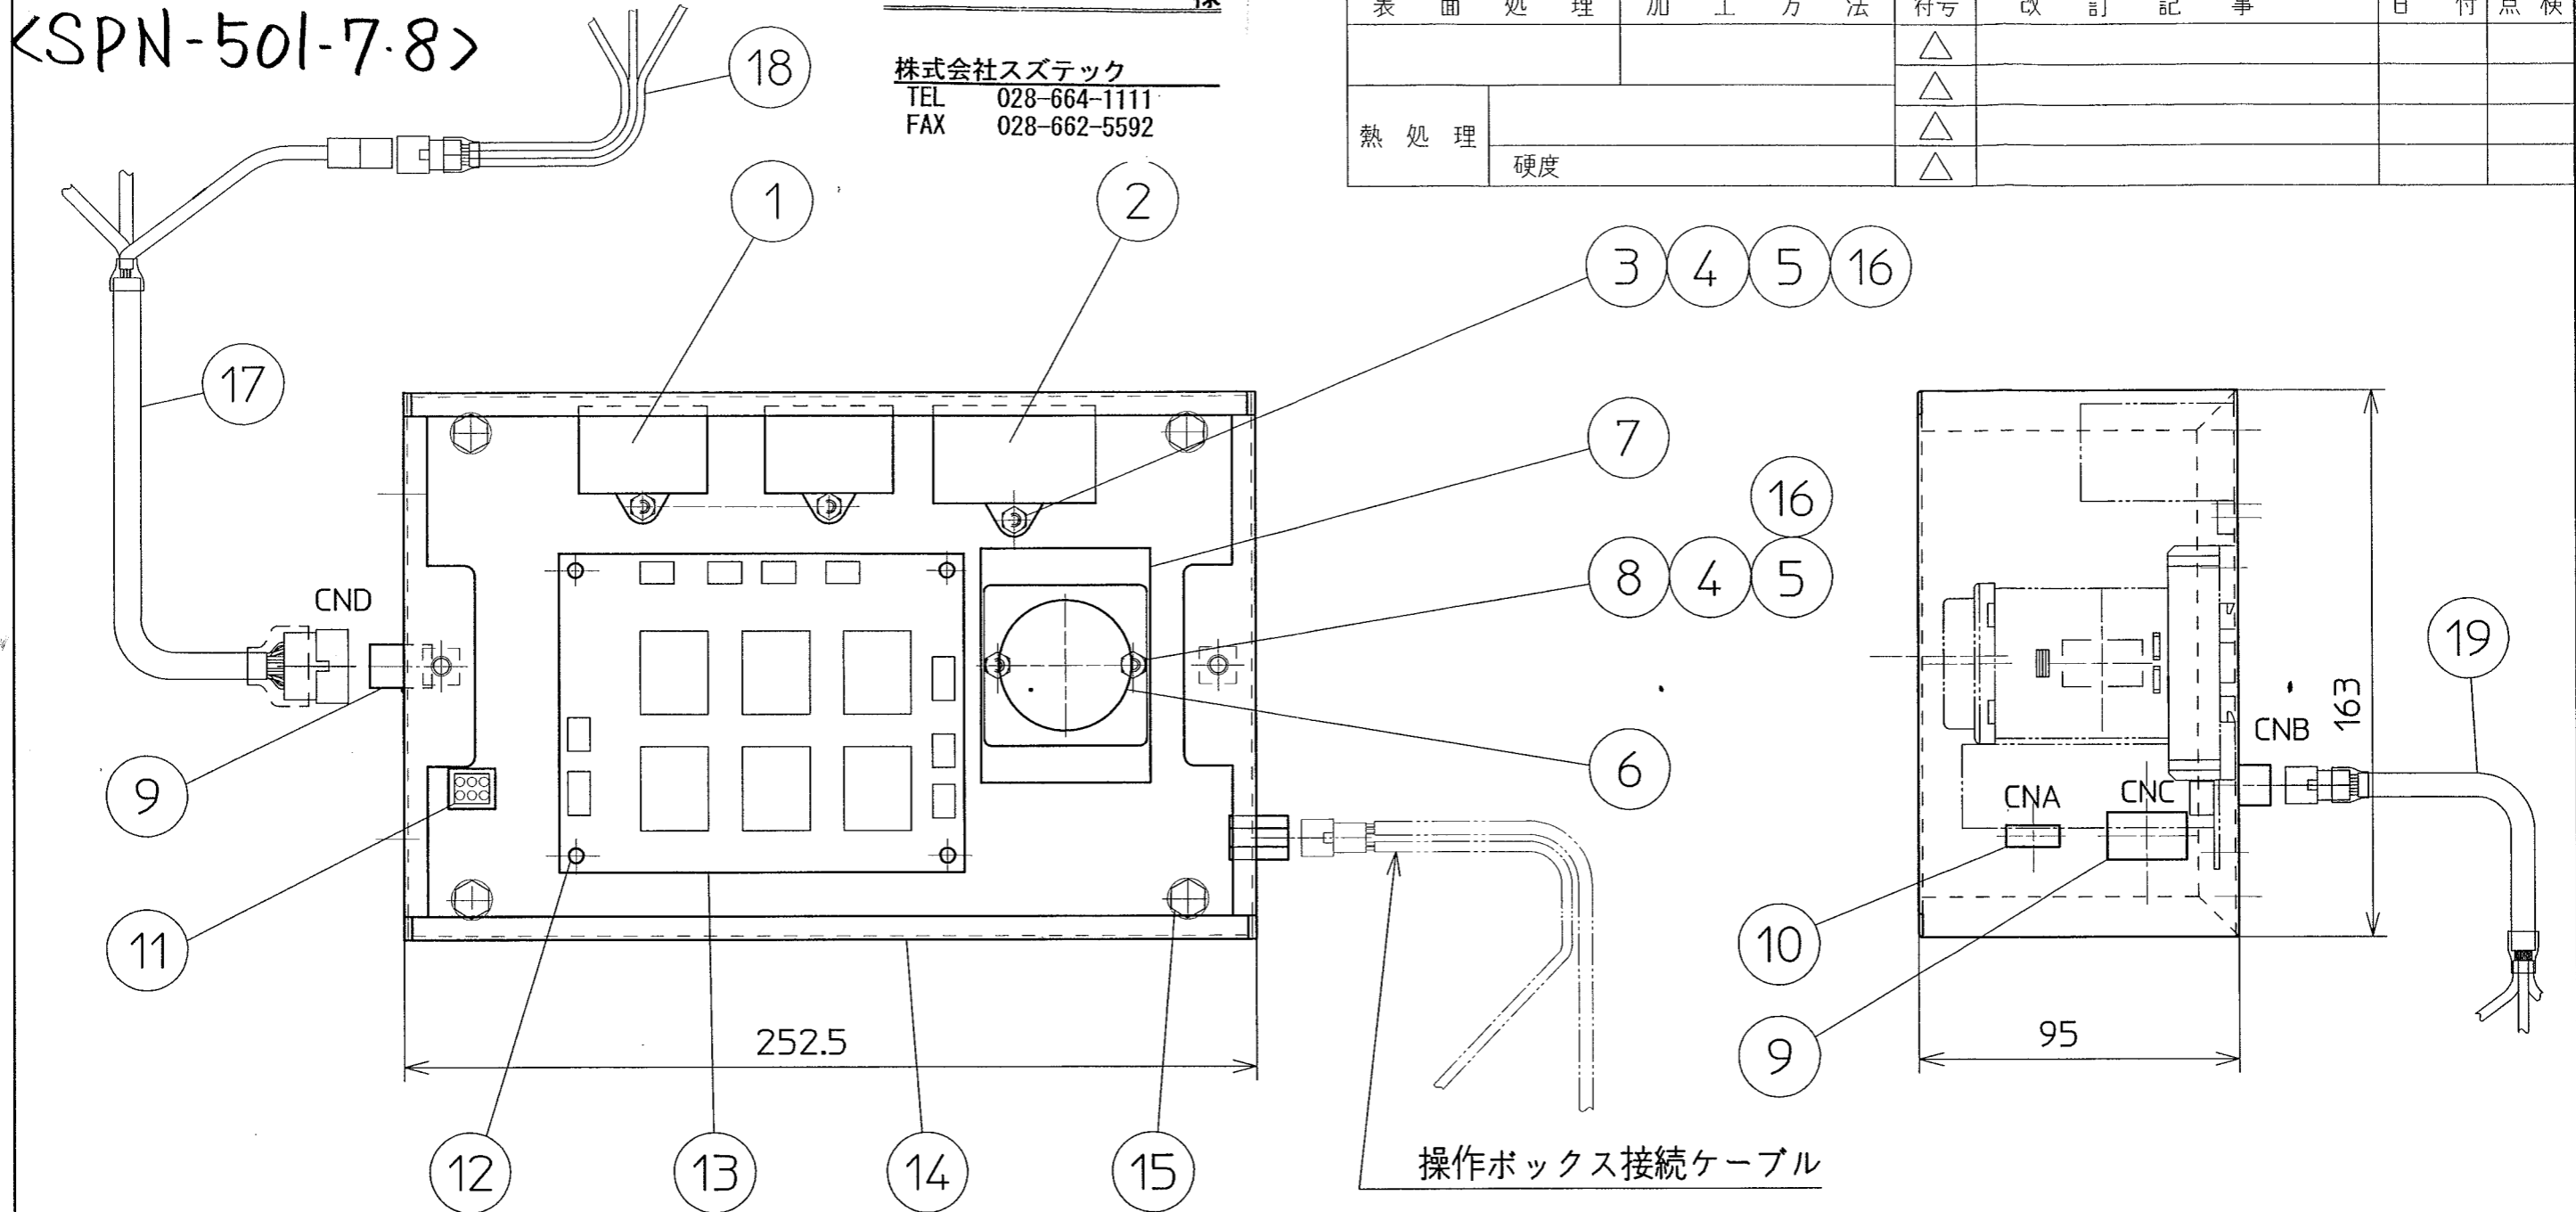 <SPN-501-7.8>
様
株式会社スズテック
TEL 028-664-1111
FAX 028-662-5592
表面処理 加工方法 符号 改訂記事 日付 点検
△
△
熱処理
△
硬度
△
18
1
2
3 4 5 16
17
7
16
8 4 5
CND
19
163
CNB
9
6
CNA
CNC
11
10
252.5
95
9
12
13
14
15
操作ボックス接続ケーブル